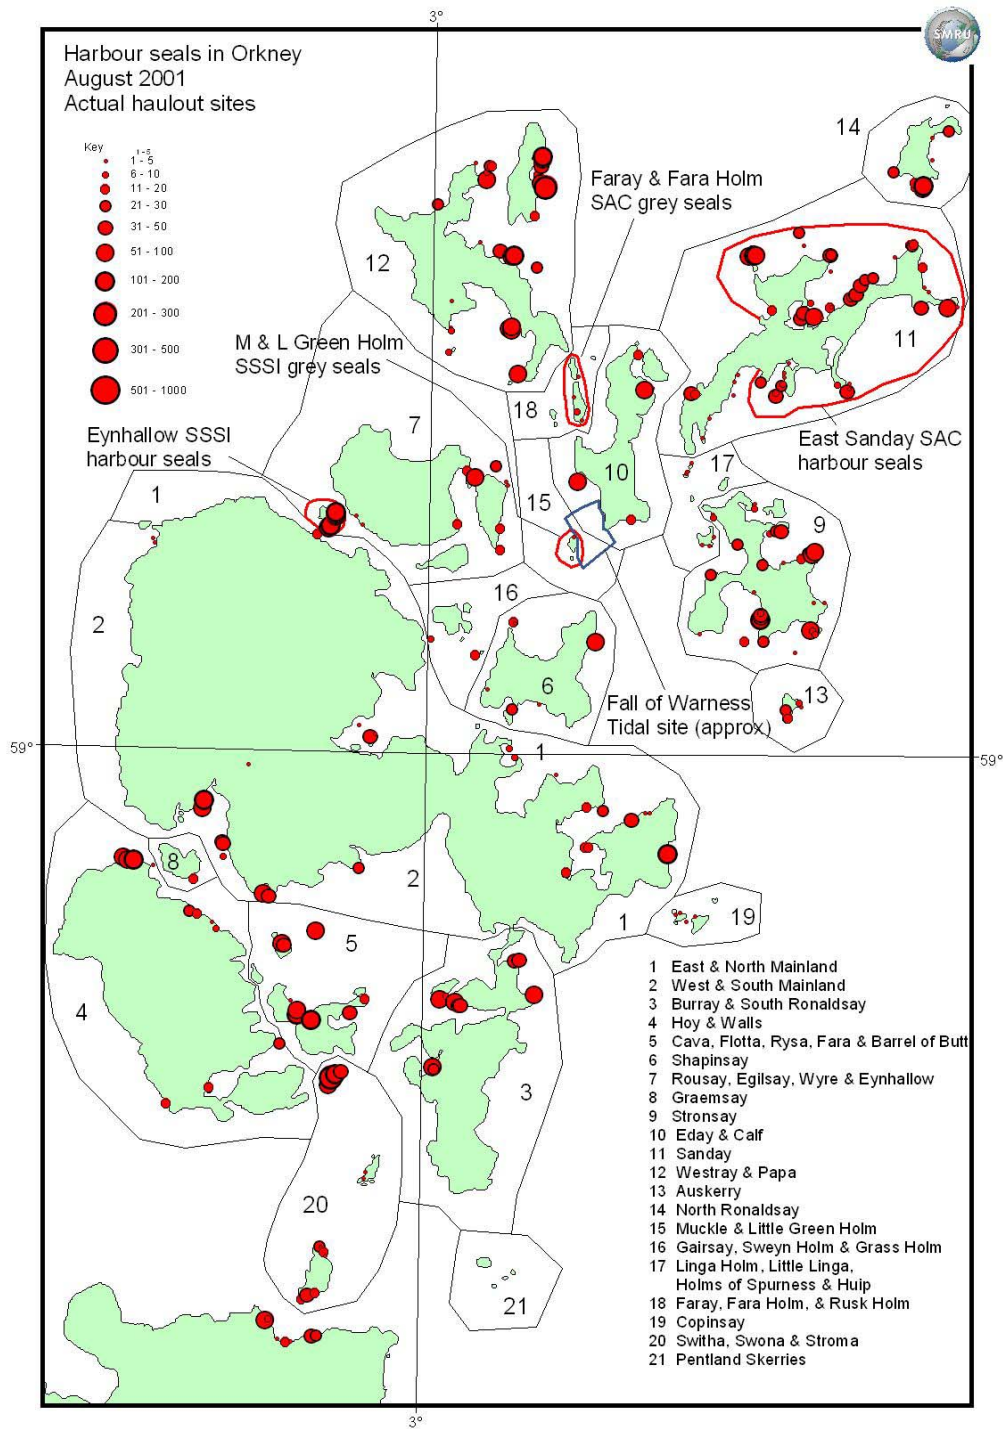 3°
SMRU
Harbour seals in Orkney
August 2001
Actual haulout sites
Key
1-5
1 - 5
6 - 10
11 - 20
21 - 30
31 - 50
51 - 100
101 - 200
201 - 300
301 - 500
501 - 1000
14
Faray & Fara Holm
SAC grey seals
12
11
M & L Green Holm
SSSI grey seals
18
7
Eynhallow SSSI
harbour seals
East Sanday SAC
harbour seals
10
17
1
15
9
16
2
6
13
Fall of Warness
Tidal site (approx)
59°
1
59°
8
2
19
1
5
4
3
20
21
1 East & North Mainland
2 West & South Mainland
3 Burray & South Ronaldsay
4 Hoy & Walls
5 Cava, Flotta, Rysa, Fara & Barrel of Butt
6 Shapinsay
7 Rousay, Egilsay, Wyre & Eynhallow
8 Graemsay
9 Stronsay
10 Eday & Calf
11 Sanday
12 Westray & Papa
13 Auskerry
14 North Ronaldsay
15 Muckle & Little Green Holm
16 Gairsay, Sweyn Holm & Grass Holm
17 Linga Holm, Little Linga,
Holms of Spurness & Huip
18 Faray, Fara Holm, & Rusk Holm
19 Copinsay
20 Switha, Swona & Stroma
21 Pentland Skerries
3°